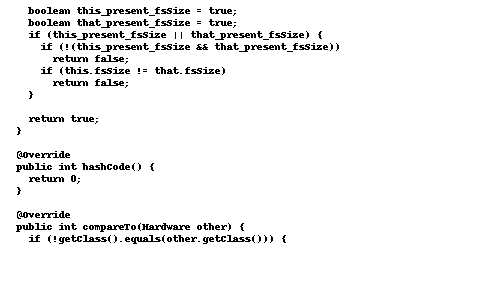 boolean this_present_fsSize = true;
boolean that_present_fsSize = true;
if (this_present_fsSize || that_present_fsSize) {
if (!(this_present_fsSize && that_present_fsSize))
return false;
if (this.fsSize != that.fsSize)
return false;
}
return true;
}
@Override
public int hashCode() {
return 0;
}
@Override
public int compareTo(Hardware other) {
if (!getClass().equals(other.getClass())) {